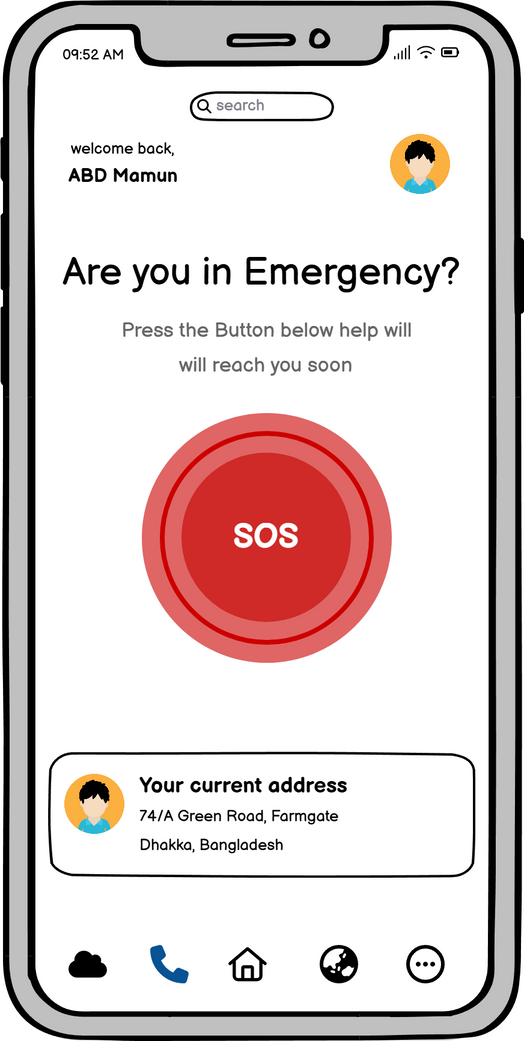 09:52 AM
search
welcome back,
ABD Mamun
Are you in Emergency?
Press the Button below help will
will reach you soon
SOS
Your current address
74/A Green Road, Farmgate
Dhakka, Bangladesh